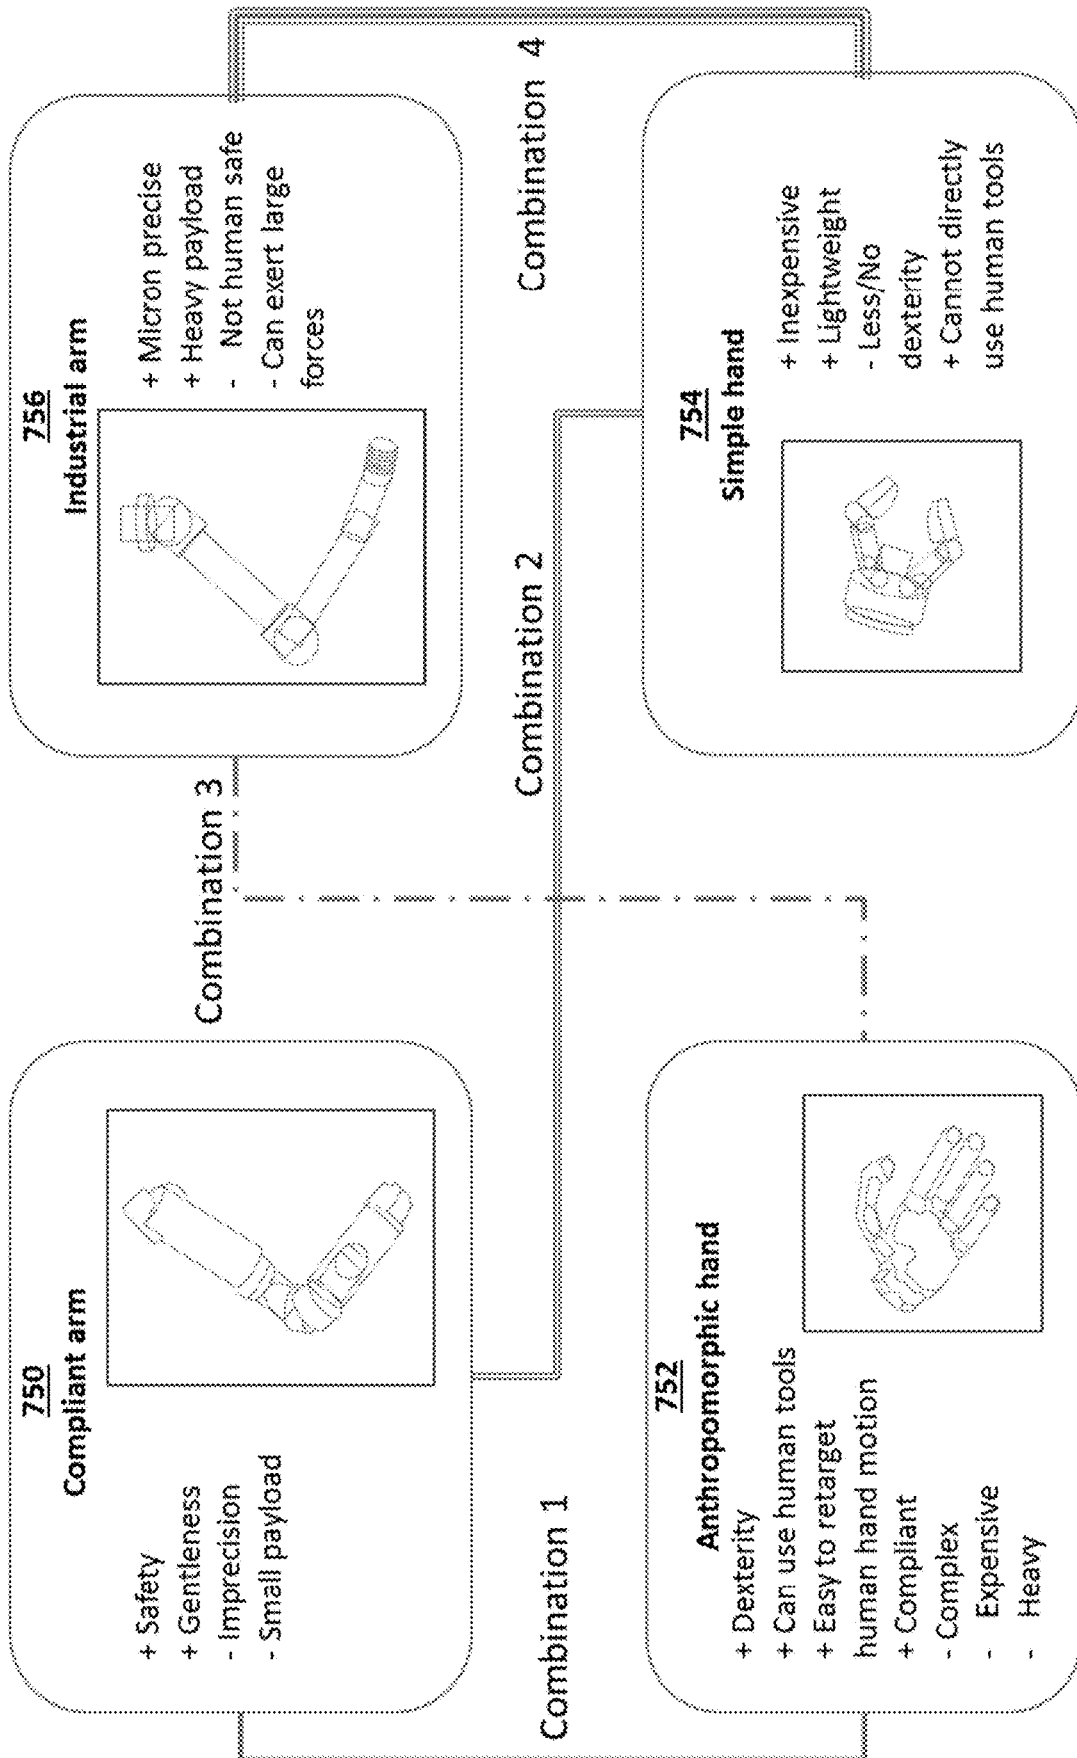 750
Compliant arm
+ Safety
+ Gentleness
- Imprecision
- Small payload
Combination 3
756
Industrial arm
+ Micron precise
+ Heavy payload
- Not human safe
- Can exert large
forces
Combination 1
Combination 2
Combination 4
752
Anthropomorphic hand
+ Dexterity
+ Can use human tools
+ Easy to retarget
human hand motion
+ Compliant
- Complex
- Expensive
- Heavy
754
Simple hand
+ Inexpensive
+ Lightweight
- Less/No
dexterity
+ Cannot directly
use human tools